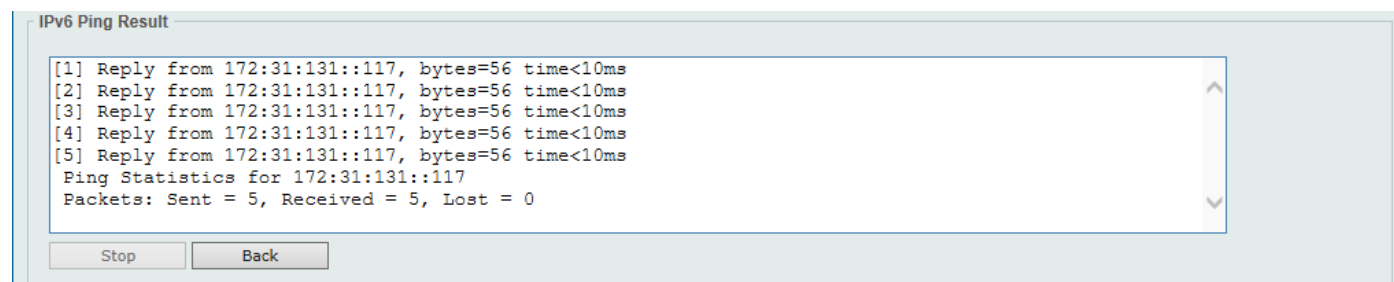 IPv6 Ping Result
[1] Reply from 172:31:131::117, bytes=56 time<10ms
[2] Reply from 172:31:131::117, bytes=56 time<10ms
[3] Reply from 172:31:131::117, bytes=56 time<10ms
[4] Reply from 172:31:131::117, bytes=56 time<10ms
[5] Reply from 172:31:131::117, bytes=56 time<10ms
Ping Statistics for 172:31:131::117
Packets: Sent = 5, Received = 5, Lost = 0
Stop Back